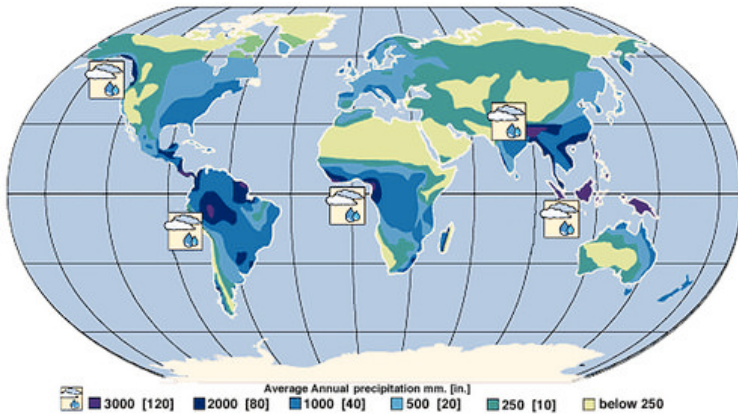 Average Annual precipitation mm. [in.]
3000 [120] 2000 [80] 1000 [40] 500 [20] 250 [10] below 250